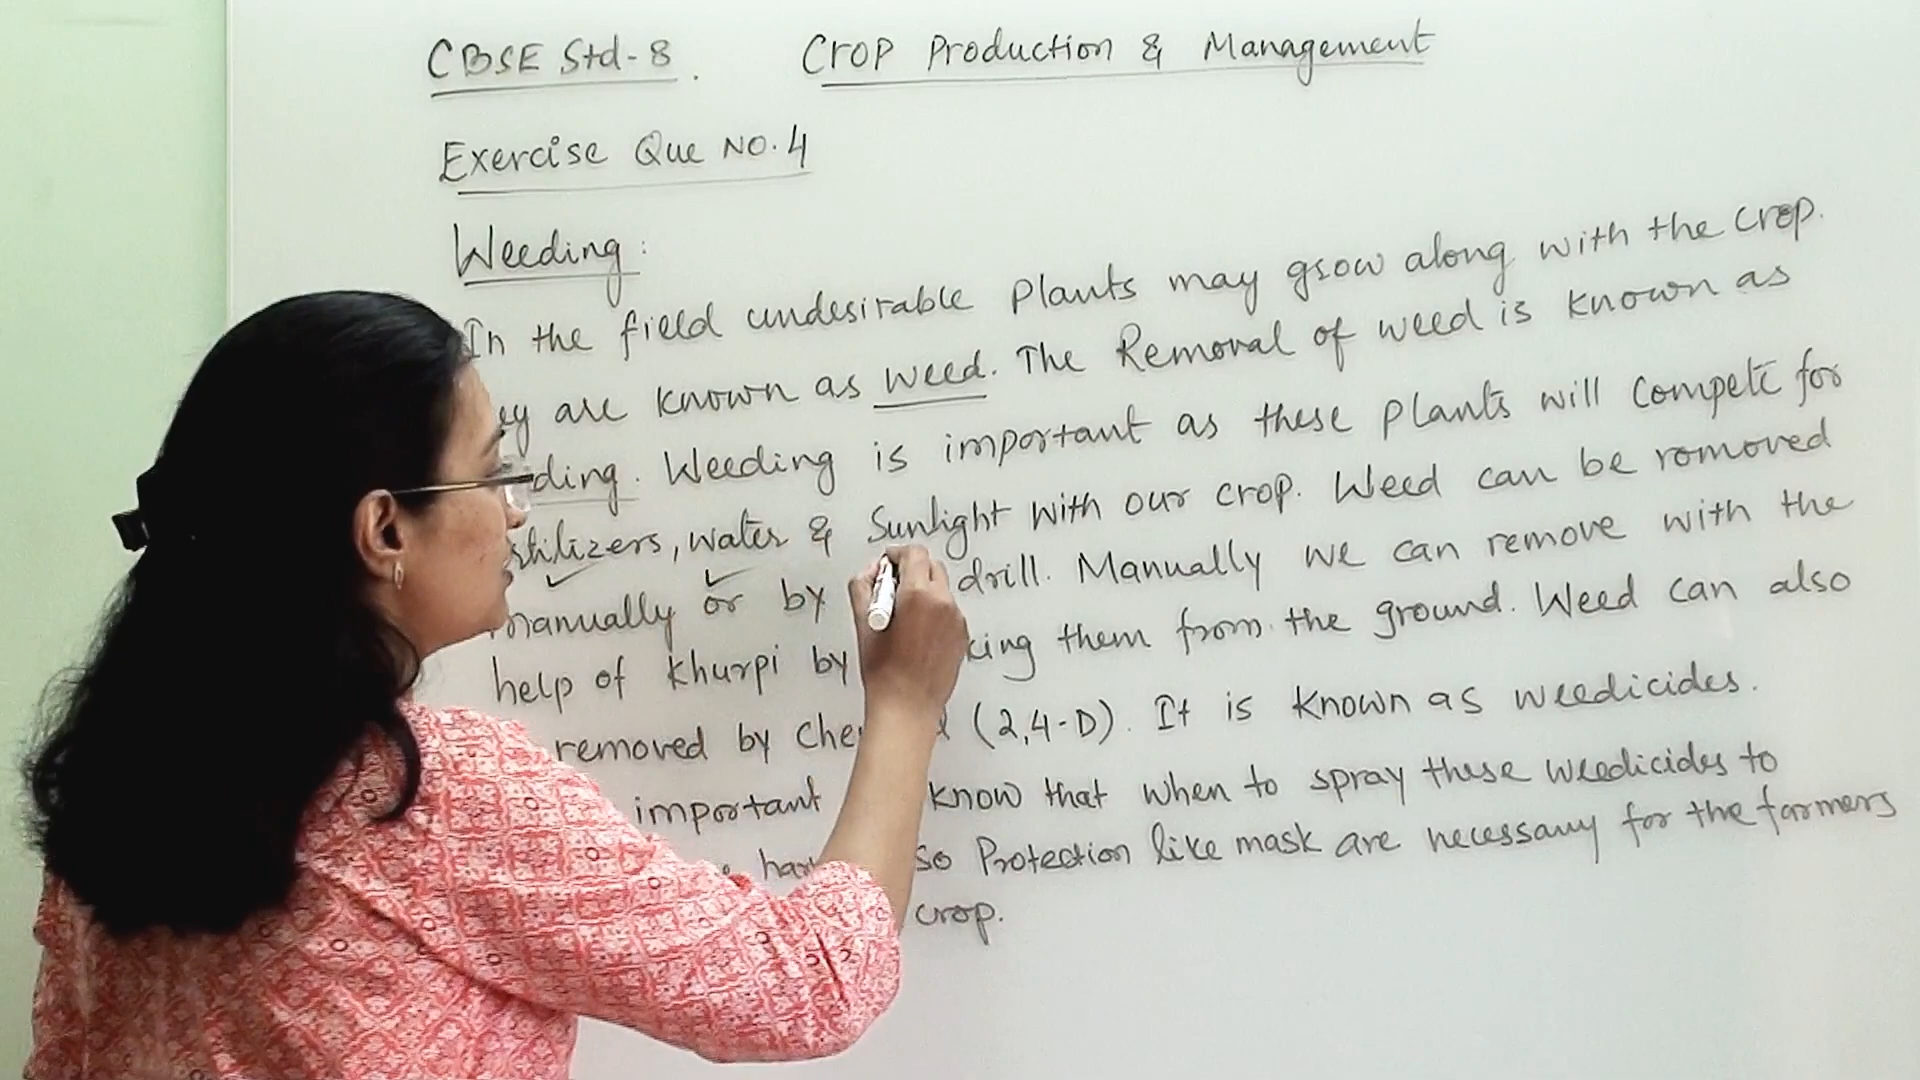 CBSE Std-8. Crop Production & Management
Exercise Que No. 4
Weeding:
In the field undesirable plants may grow along with the crop.
are known as weed. The Removal of weed is known as
Weeding is important as these plants will compete for
water & Sunlight with our crop. Weed can be romoved
manually or by drill. Manually we can remove with the
help of khurpi by them from the ground. Weed can also
removed by (2,4-D). It is known as weedicides.
important know that when to spray these weedicides to
so Protection like mask are necessary for the farmers
crop.